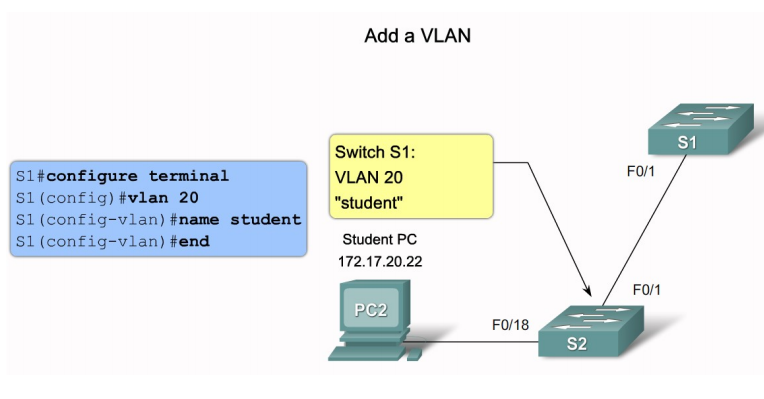 Add a VLAN
S1#configure terminal
S1(config)#vlan 20
S1(config-vlan)#name student
S1(config-vlan)#end
Switch S1:
VLAN 20
"student"
Student PC
172.17.20.22
PC2
F0/18
S2
F0/1
F0/1
S1